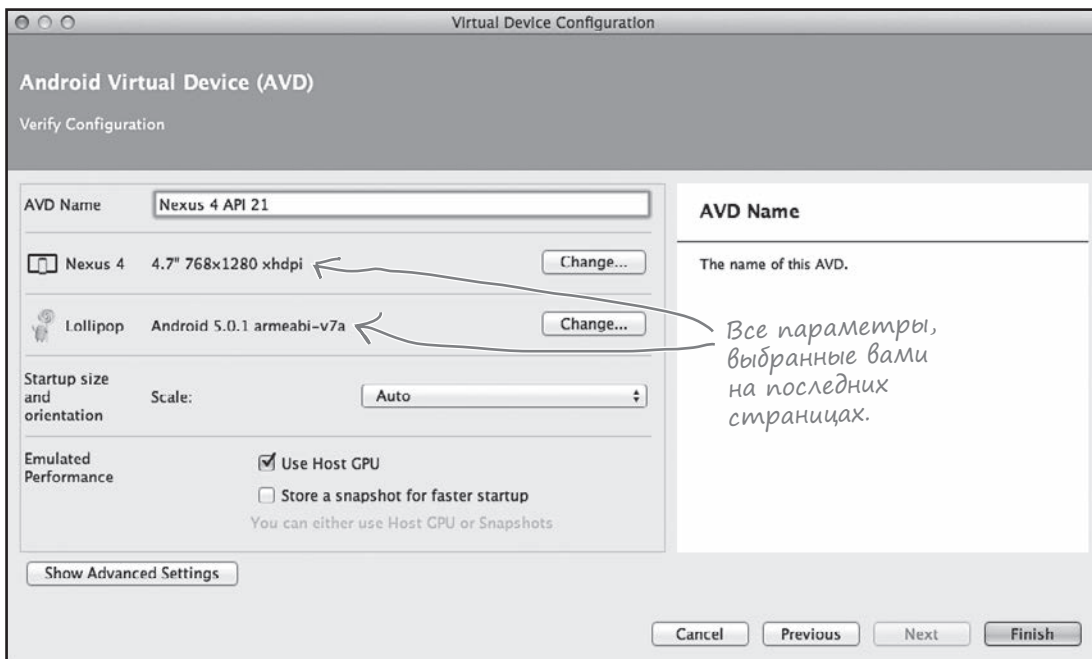 Virtual Device Configuration
Android Virtual Device (AVD)
Verify Configuration
AVD Name
Nexus 4 API 21
Nexus 4
4.7" 768x1280 xhdpi
Change...
Lollipop
Android 5.0.1 armeabi-v7a
Change...
Startup size
and
orientation
Scale:
Auto
Emulated
Performance
Use Host GPU
Store a snapshot for faster startup
You can either use Host GPU or Snapshots
Show Advanced Settings
AVD Name
The name of this AVD.
Все параметры,
выбранные вами
на последних
страницах.
Cancel
Previous
Next
Finish